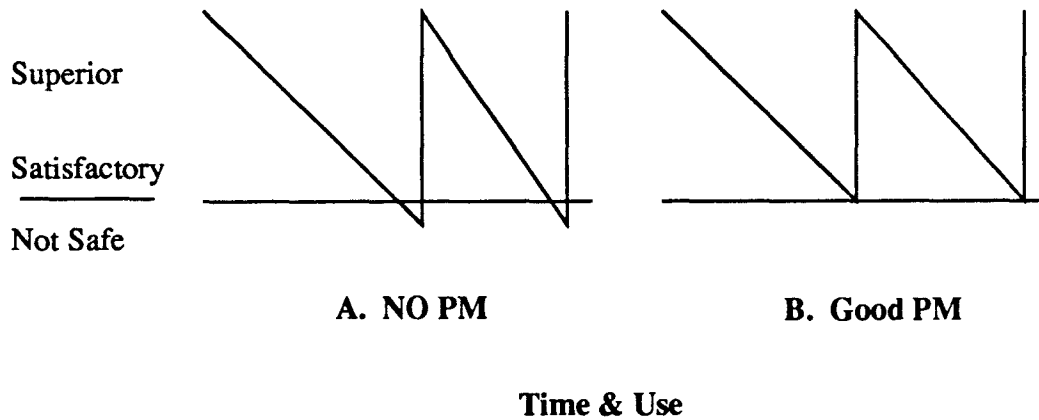 Superior
Satisfactory
Not Safe
A. NO PM
B. Good PM
Time & Use